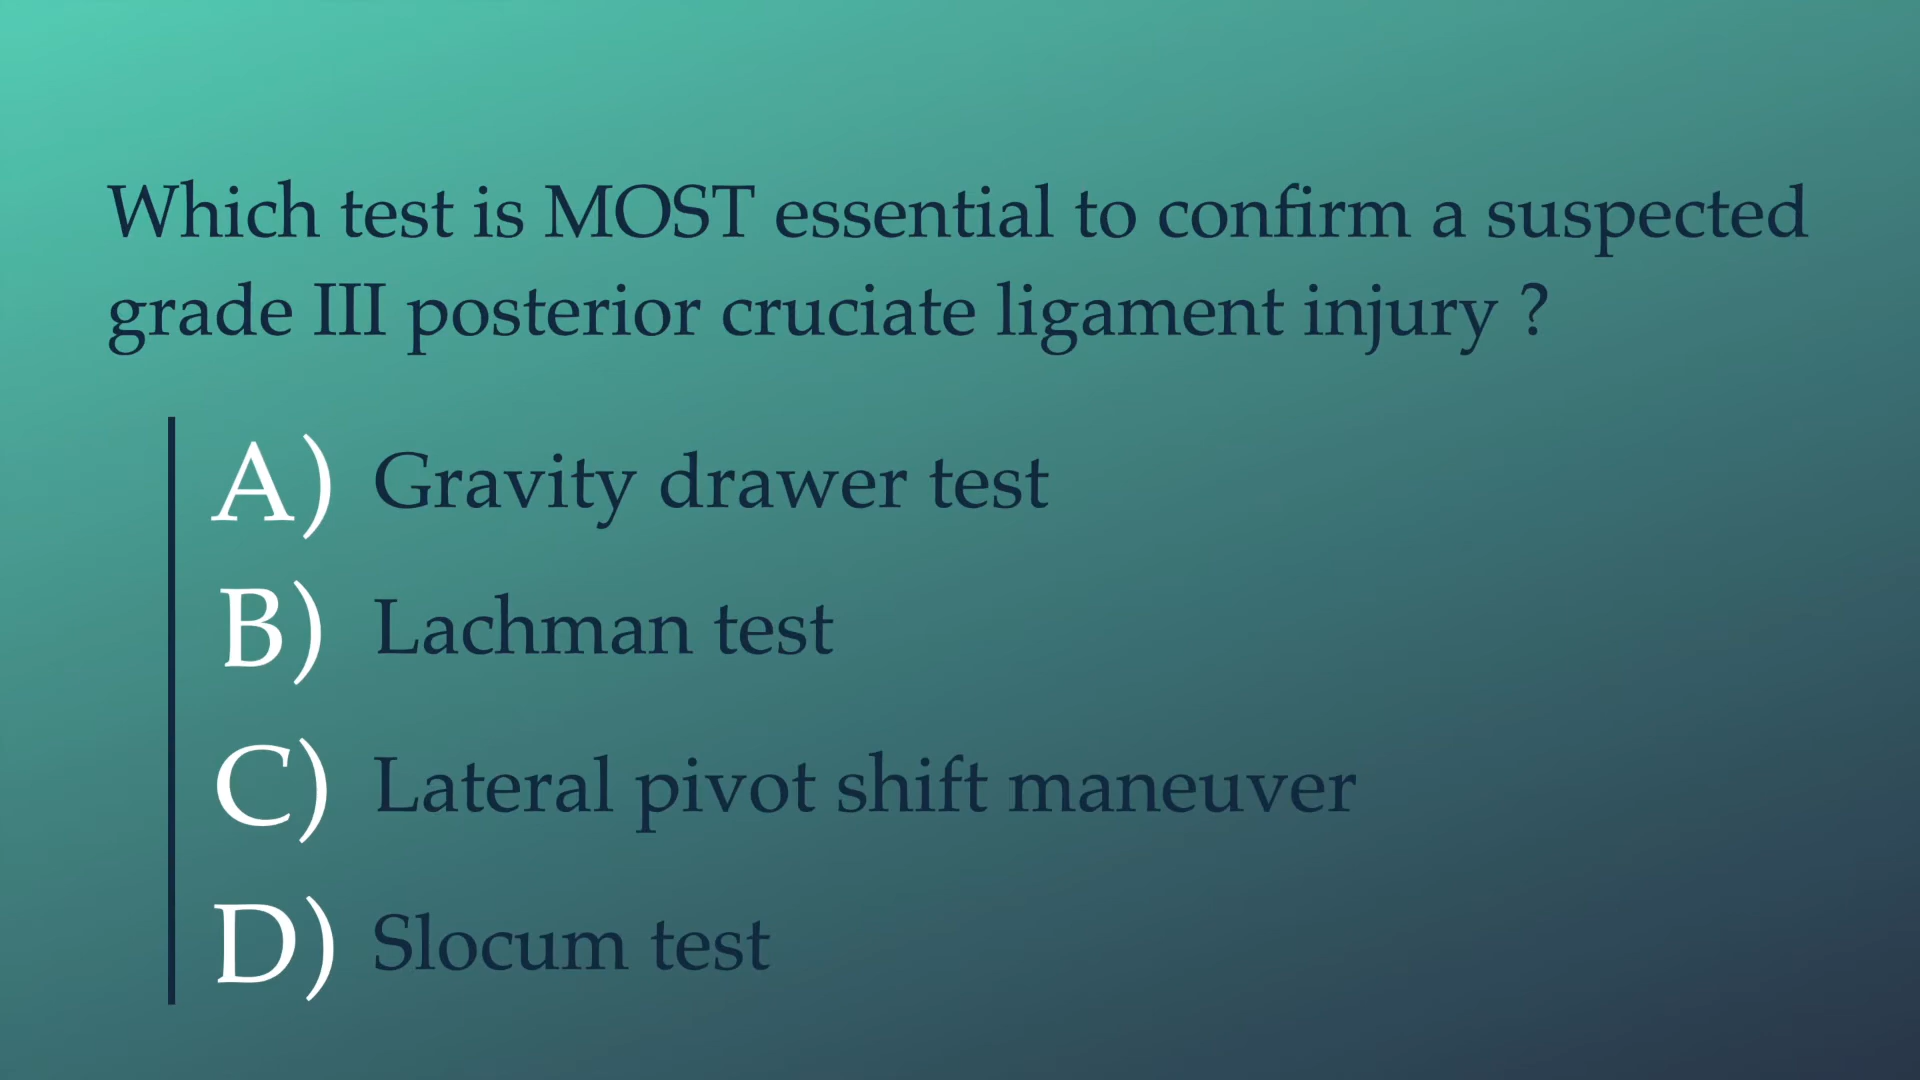 Which test is MOST essential to confirm a suspected
grade III posterior cruciate ligament injury ?
A) Gravity drawer test
B) Lachman test
C) Lateral pivot shift maneuver
D) Slocum test